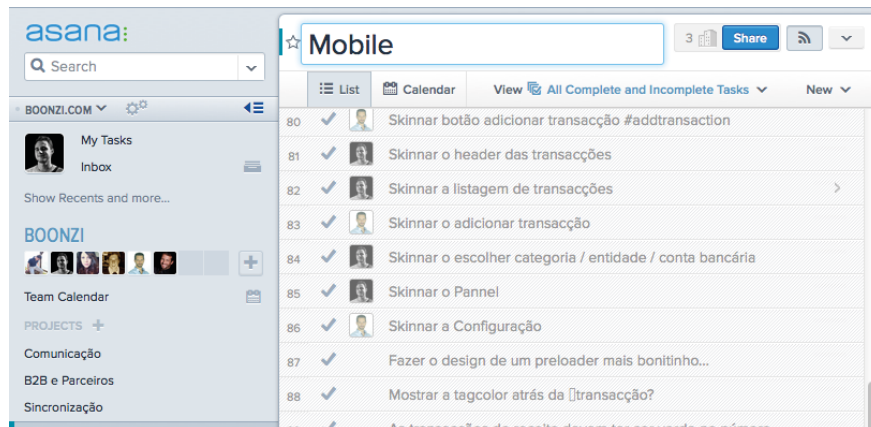 asana:
Search
BOONZI.COM
My Tasks
Inbox
Show Recents and more...
BOONZI
Team Calendar
PROJECTS +
Comunicação
B2B e Parceiros
Sincronização
Mobile
3
Share
List
Calendar
View All Complete and Incomplete Tasks
New
80 Skinnar botão adicionar transacção #addtransaction
81 Skinnar o header das transacções
82 Skinnar a listagem de transacções
83 Skinnar o adicionar transacção
84 Skinnar o escolher categoria / entidade / conta bancária
85 Skinnar o Pannel
86 Skinnar a Configuração
87 Fazer o design de um preloader mais bonitinho...
88 Mostrar a tagcolor atrás da transacção?